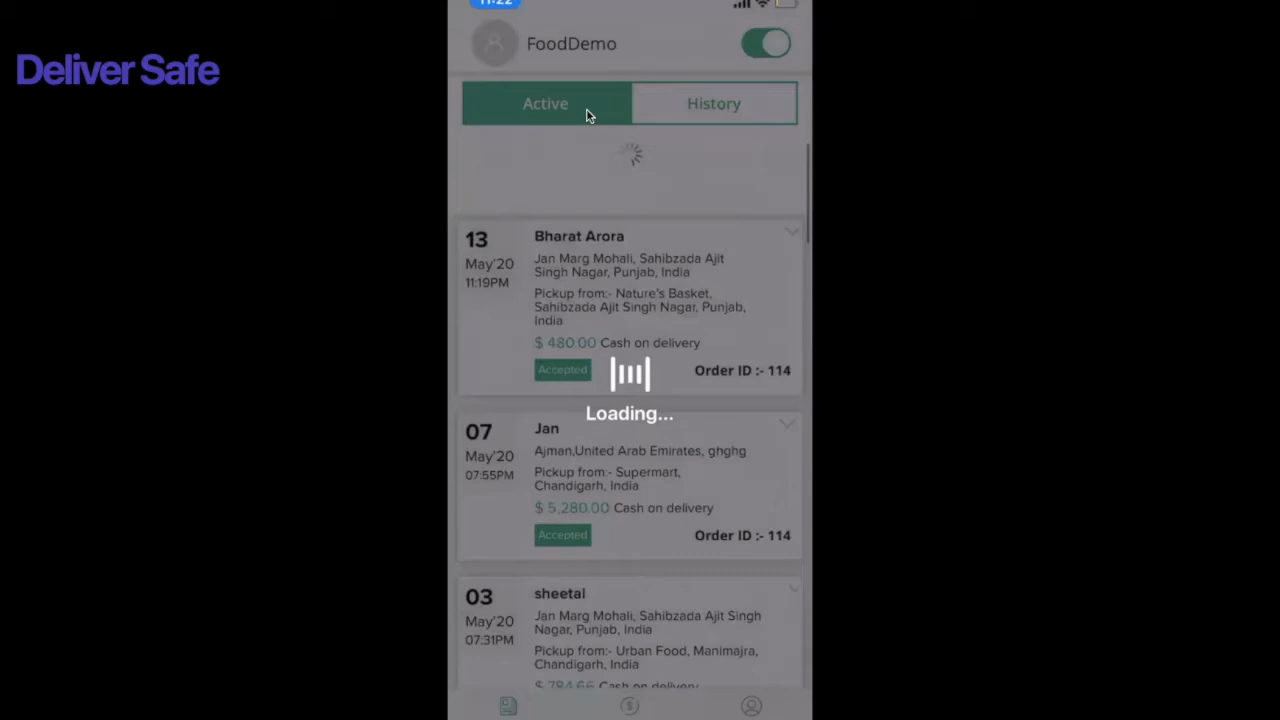 11:22
Deliver Safe
FoodDemo
Active
History
13
May'20
11:19PM
Bharat Arora
Jan Marg Mohali, Sahibzada Ajit
Singh Nagar, Punjab, India
Pickup from:- Nature's Basket,
Sahibzada Ajit Singh Nagar, Punjab,
India
$ 480.00 Cash on delivery
Accepted
Order ID :- 114
Loading...
07
May'20
07:55PM
Jan
Ajman,United Arab Emirates, ghghg
Pickup from:- Supermart,
Chandigarh, India
$ 5,280.00 Cash on delivery
Accepted
Order ID :- 114
03
May'20
07:31PM
sheetal
Jan Marg Mohali, Sahibzada Ajit Singh
Nagar, Punjab, India
Pickup from:- Urban Food, Manimajra,
Chandigarh, India
$ 784.66 Cash on delivery